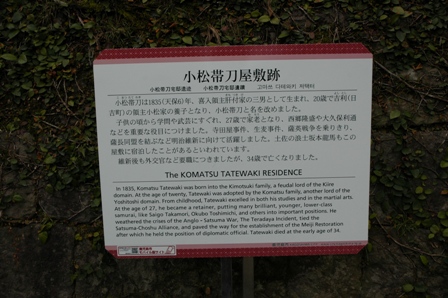 小松帯刀屋敷跡
小松帯刀宅邸遗迹 小松帶刀宅邸遺蹟 고마쓰 다테와키 저택터
小松帯刀は1835(天保6)年、喜入領主肝付家の三男として生まれ、20歳で吉利(日
吉町)の領主小松家の養子となり、小松帯刀と名を改めました。
子供の頃から学問や武芸にすぐれ、27歳で家老となり、西郷隆盛や大久保利通
などを重要な役目につけました。寺田屋事件、生麦事件、薩英戦争を乗りきり、
薩長同盟を結ぶなど明治維新に向けて活躍しました。土佐の浪士坂本龍馬もこの
屋敷に宿泊したことがあるといわれています。
維新後も外交官など要職につきましたが、34歳で亡くなりました。
The KOMATSU TATEWAKI RESIDENCE
In 1835, Komatsu Tatewaki was born into the Kimotsuki family, a feudal lord of the Kiire
domain. At the age of twenty, Tatewaki was adopted by the Komatsu family, another lord of the
Yoshitoshi domain. From childhood, Tatewaki excelled in both his studies and in the martial arts.
At the age of 27, he became a retainer, putting many brilliant, younger, lower-class
samurai, like Saigo Takamori, Okubo Toshimichi, and others into important positions. He
weathered the crises of the Anglo - Satsuma War, The Teradaya Incident, tied the
Satsuma-Choshu Alliance, and paved the way for the establishment of the Meiji Restoration
after which he held the position of diplomatic official. Tatewaki died at the early age of 34.